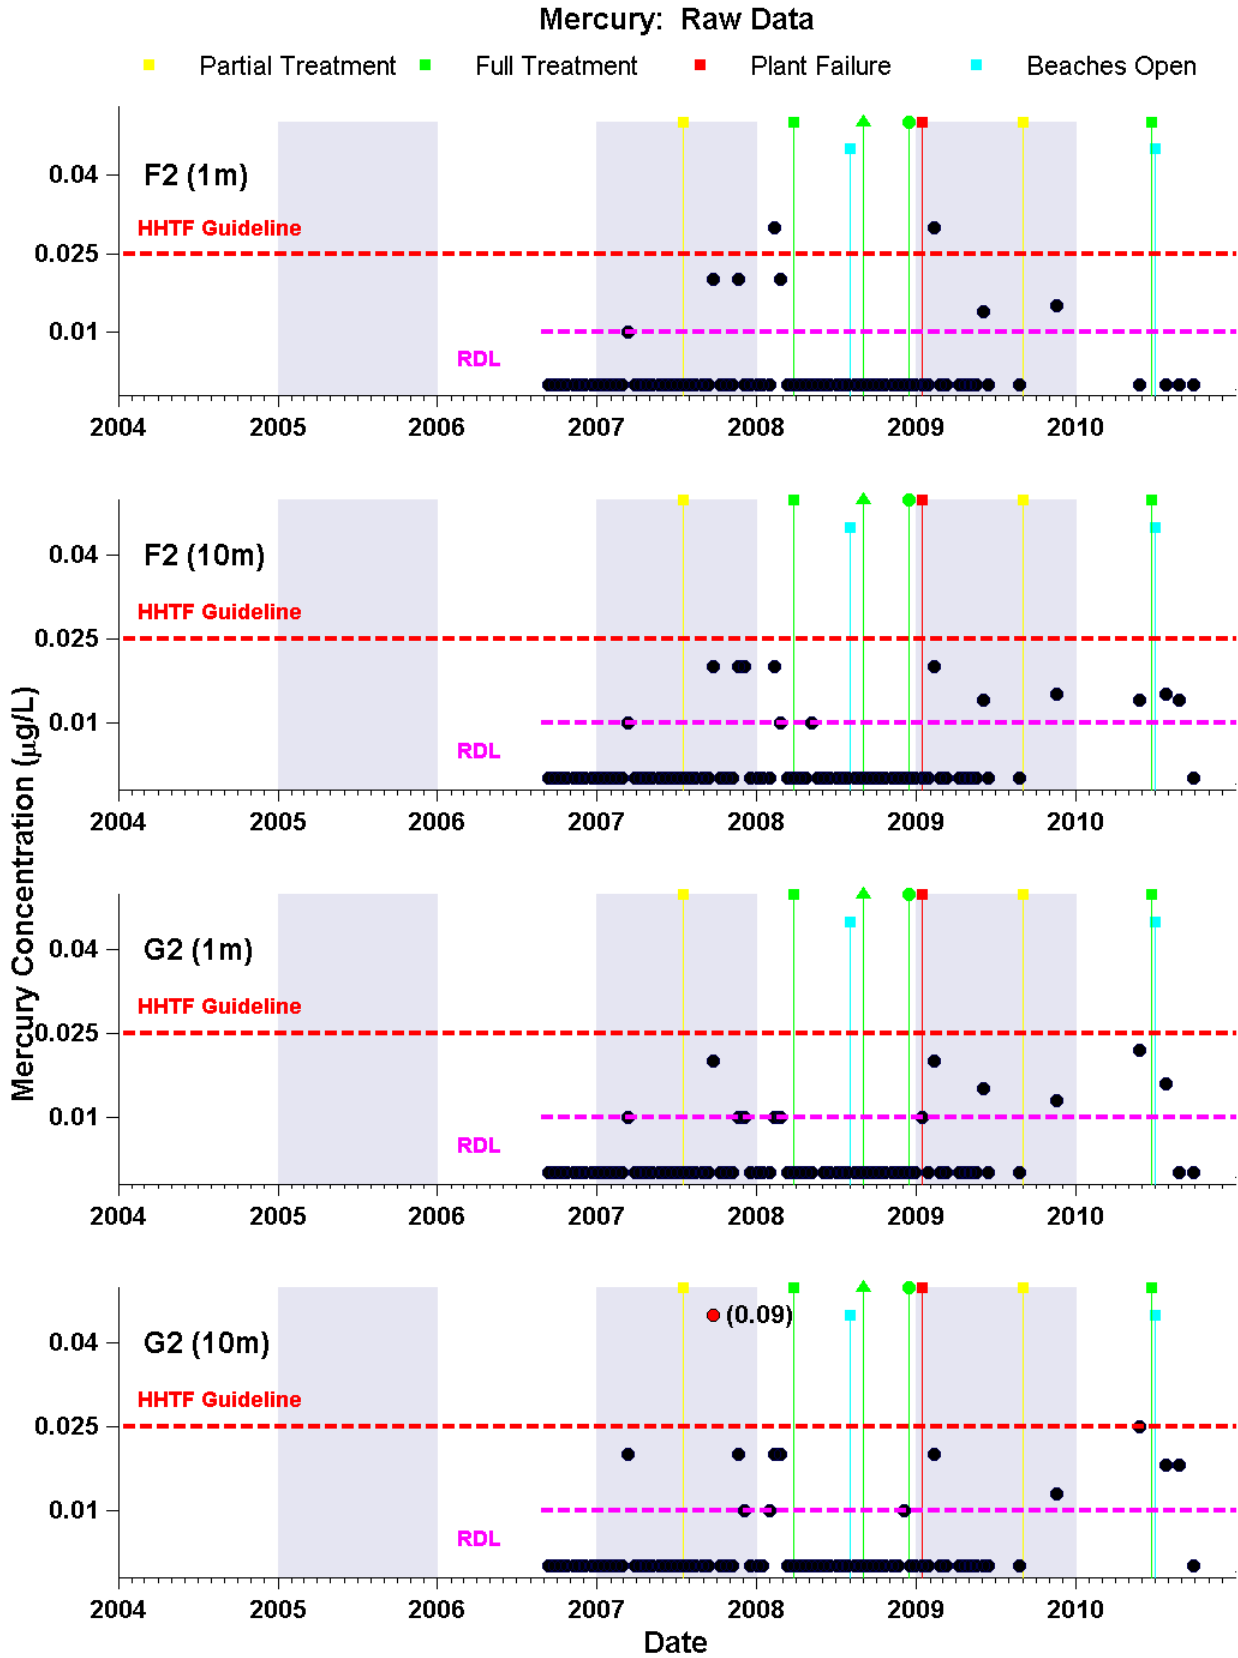 Mercury: Raw Data
Partial Treatment Full Treatment Plant Failure Beaches Open
F2 (1m)
0.04
HHTF Guideline
0.025
0.01
RDL
2004 2005 2006 2007 2008 2009 2010
F2 (10m)
0.04
HHTF Guideline
0.025
0.01
RDL
2004 2005 2006 2007 2008 2009 2010
Mercury Concentration (µg/L)
G2 (1m)
0.04
HHTF Guideline
0.025
0.01
RDL
2004 2005 2006 2007 2008 2009 2010
(0.09)
G2 (10m)
0.04
HHTF Guideline
0.025
0.01
RDL
2004 2005 2006 2007 2008 2009 2010
Date